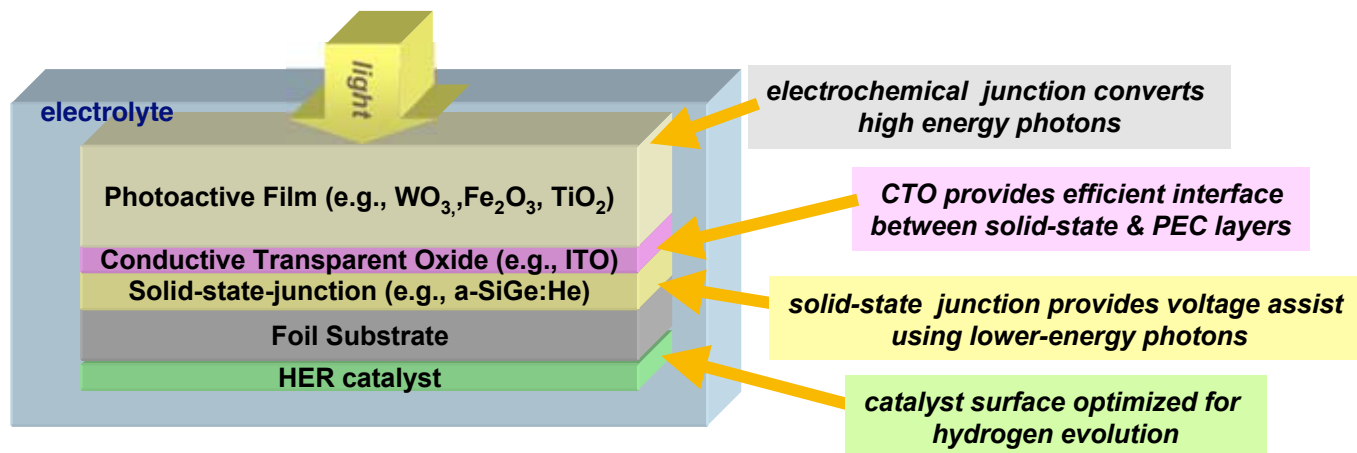 light
electrolyte
electrochemical junction converts
high energy photons
Photoactive Film (e.g., WO₃,,Fe₂O₃, TiO₂)
CTO provides efficient interface
between solid-state & PEC layers
Conductive Transparent Oxide (e.g., ITO)
Solid-state-junction (e.g., a-SiGe:He)
solid-state junction provides voltage assist
using lower-energy photons
Foil Substrate
HER catalyst
catalyst surface optimized for
hydrogen evolution